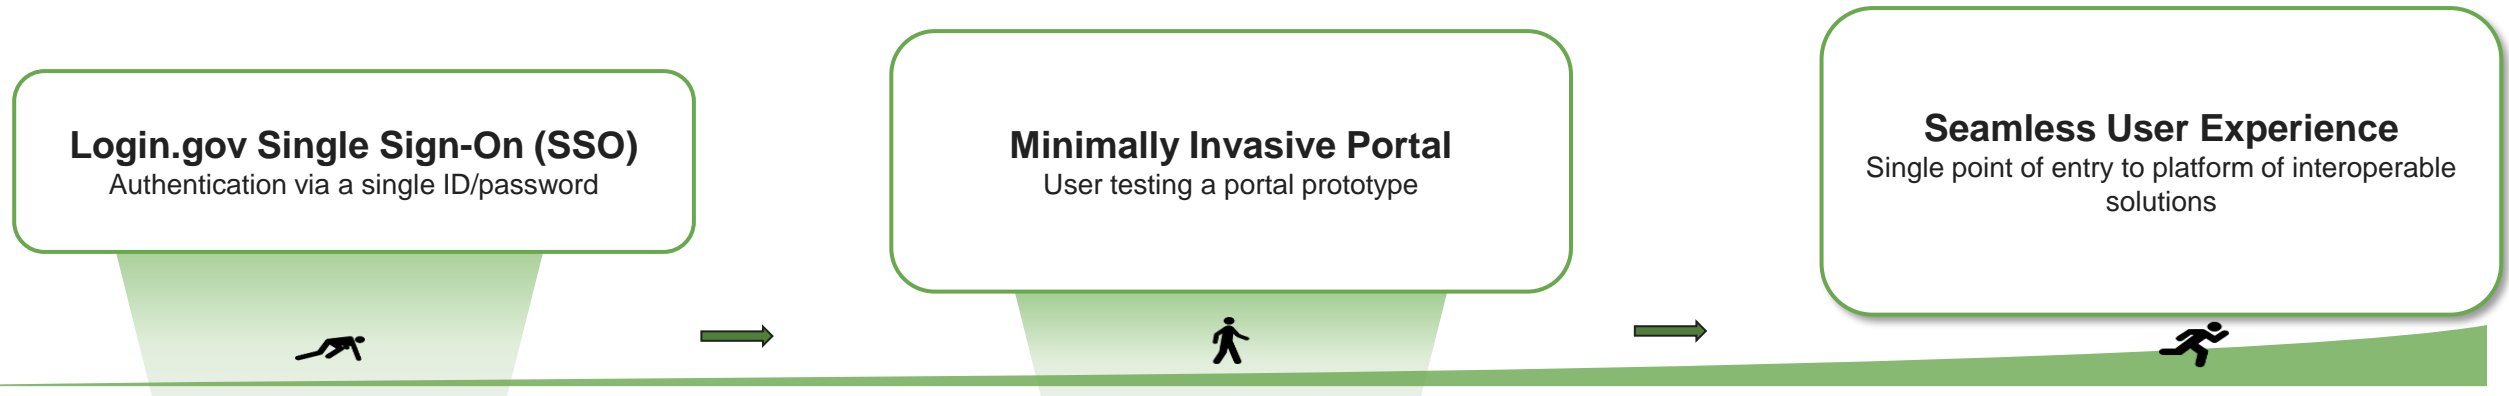 Login.gov Single Sign-On (SSO)
Authentication via a single ID/password
Minimally Invasive Portal
User testing a portal prototype
Seamless User Experience
Single point of entry to platform of interoperable
solutions